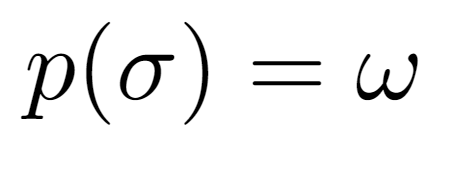 p(σ) = ω